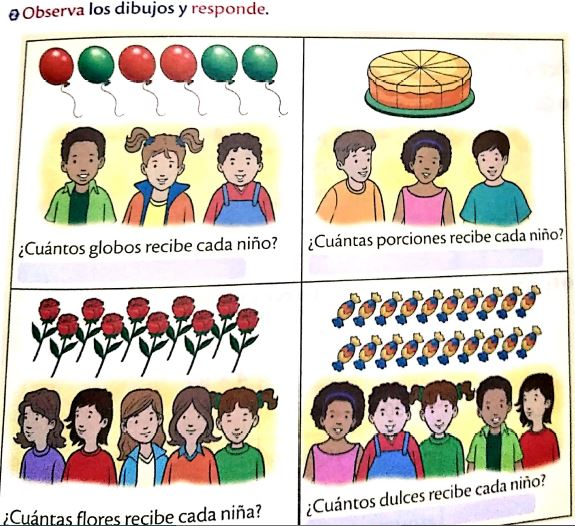 2 Observa los dibujos y responde.
¿Cuántos globos recibe cada niño?
¿Cuántas porciones recibe cada niño?
¿Cuántas flores recibe cada niña?
¿Cuántos dulces recibe cada niño?